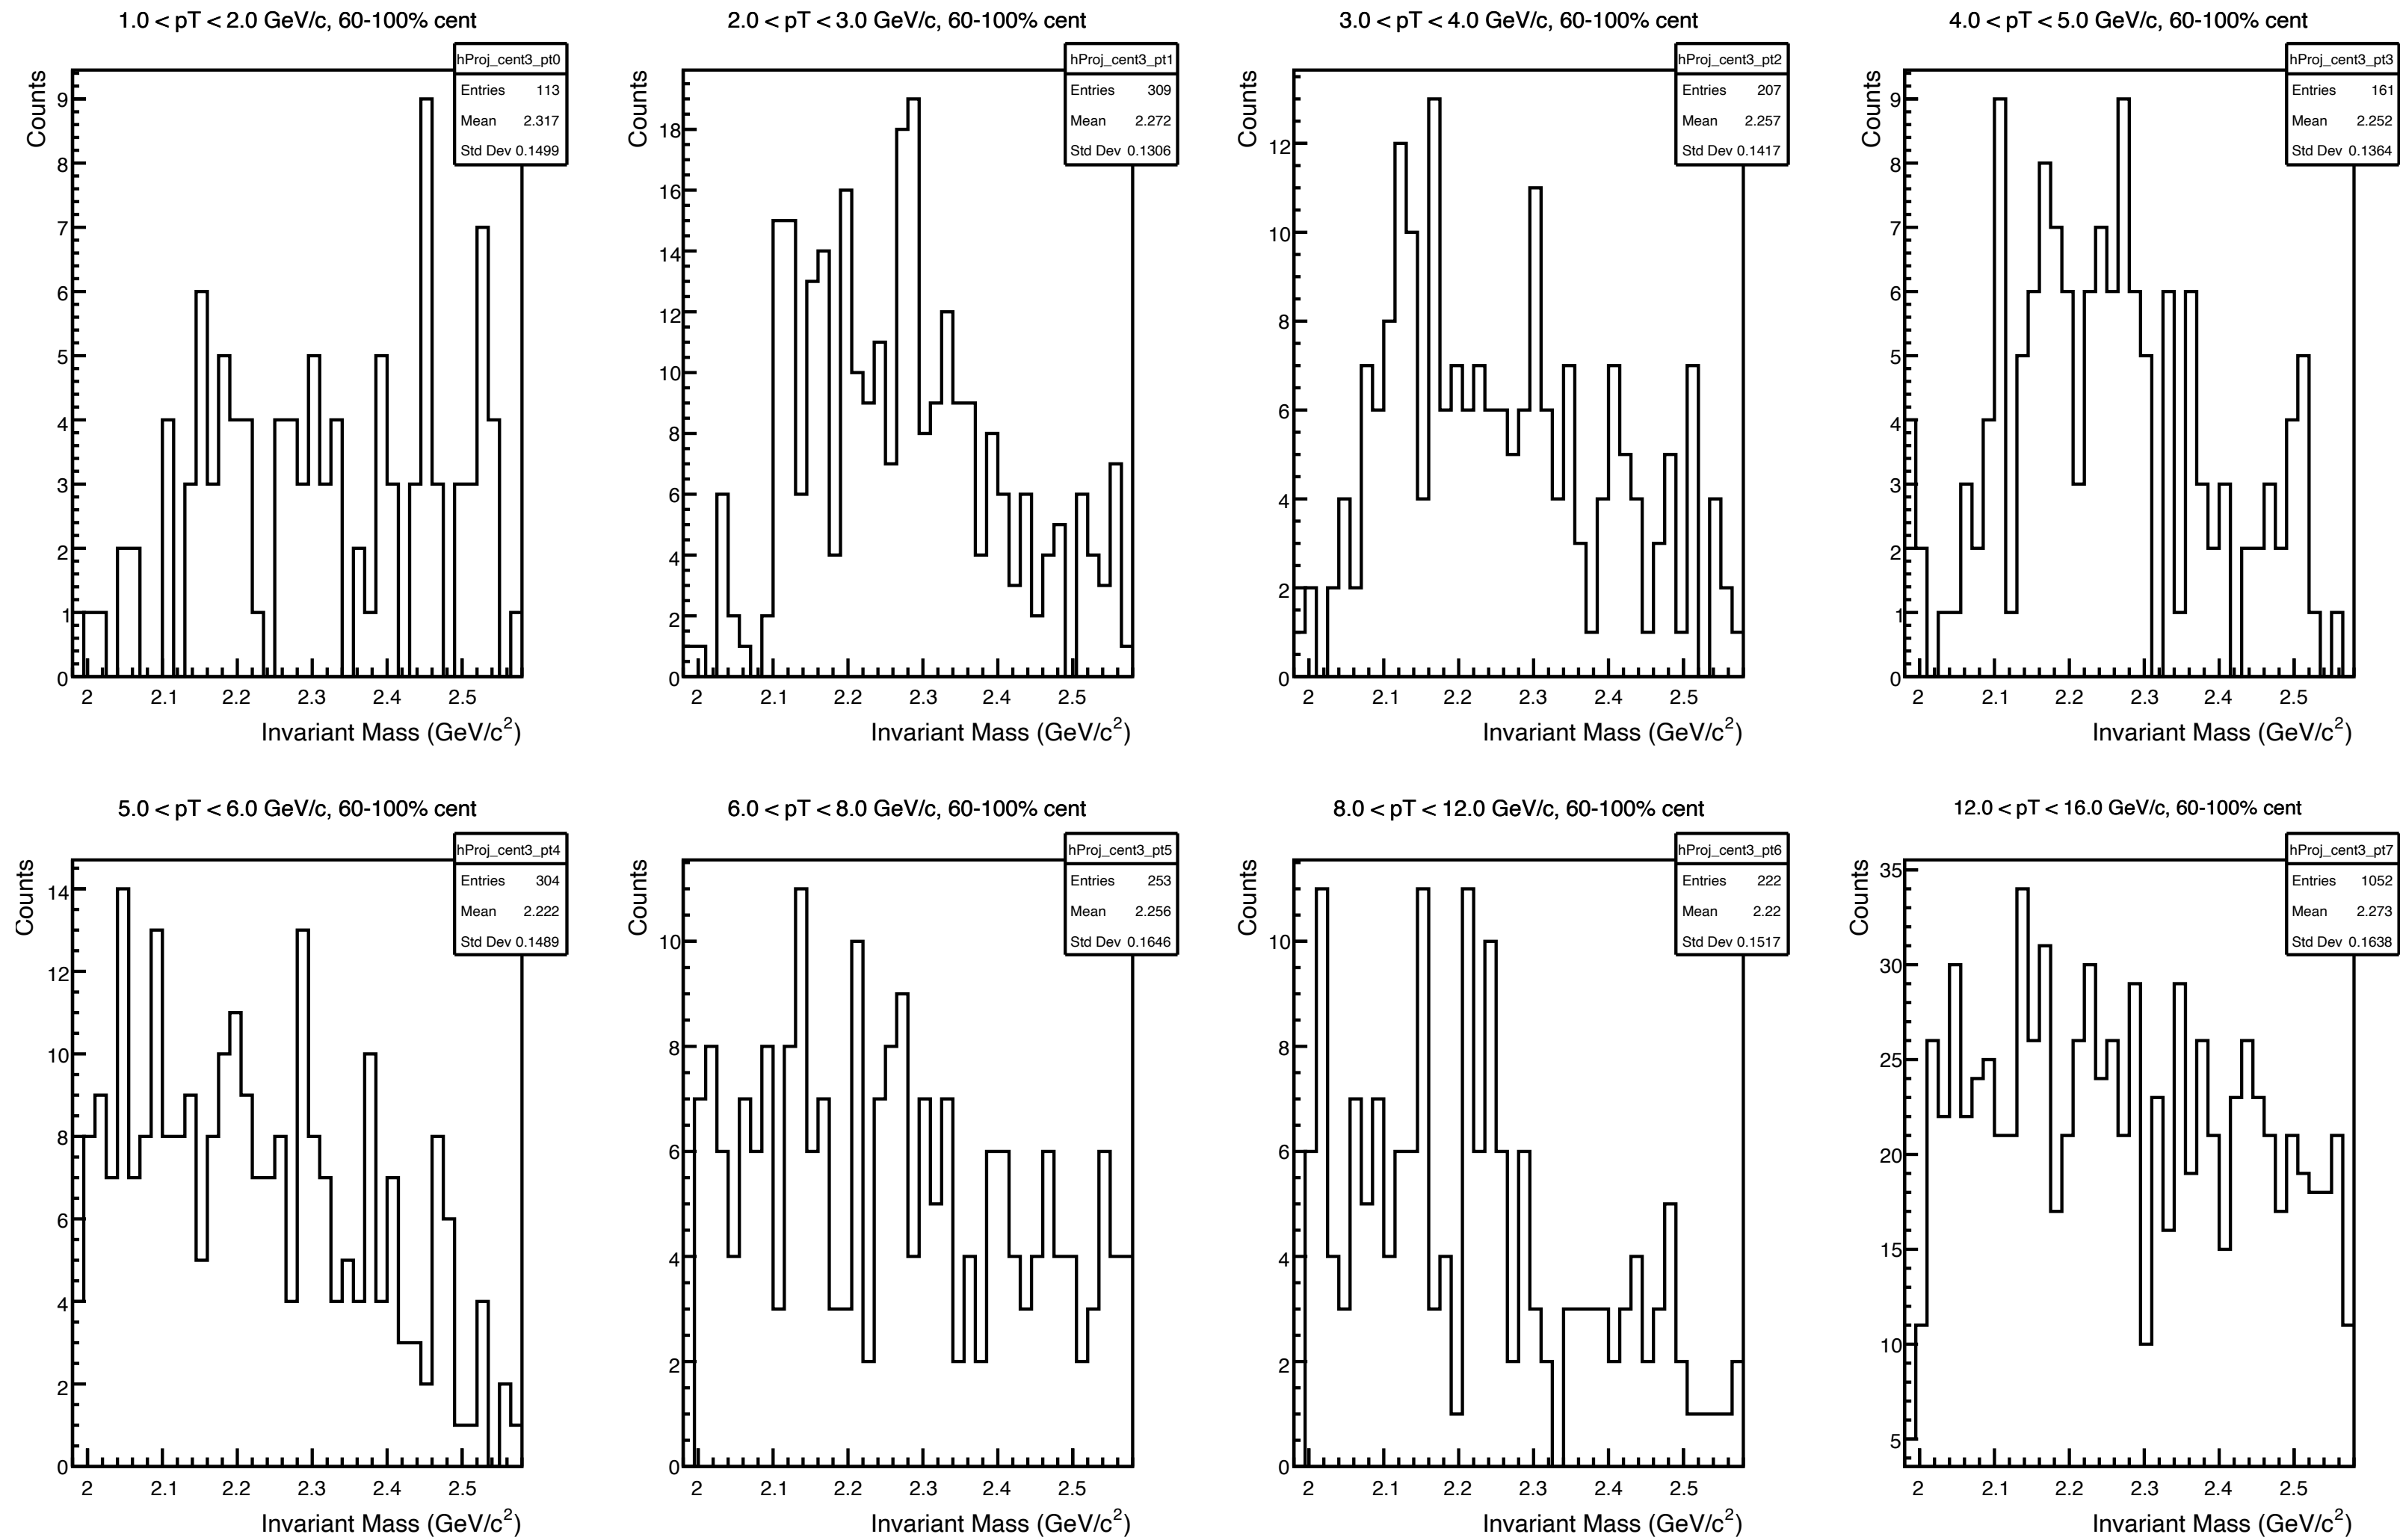 1.0 < pT < 2.0 GeV/c, 60-100% cent
hProj_cent3_pt0
Entries 113
Mean 2.317
Std Dev 0.1499
Counts
9
8
7
6
5
4
3
2
1
0
2 2.1 2.2 2.3 2.4 2.5
Invariant Mass (GeV/c²)
2.0 < pT < 3.0 GeV/c, 60-100% cent
hProj_cent3_pt1
Entries 309
Mean 2.272
Std Dev 0.1306
Counts
18
16
14
12
10
8
6
4
2
0
2 2.1 2.2 2.3 2.4 2.5
Invariant Mass (GeV/c²)
3.0 < pT < 4.0 GeV/c, 60-100% cent
hProj_cent3_pt2
Entries 207
Mean 2.257
Std Dev 0.1417
Counts
12
10
8
6
4
2
0
2 2.1 2.2 2.3 2.4 2.5
Invariant Mass (GeV/c²)
4.0 < pT < 5.0 GeV/c, 60-100% cent
hProj_cent3_pt3
Entries 161
Mean 2.252
Std Dev 0.1364
Counts
9
8
7
6
5
4
3
2
1
0
2 2.1 2.2 2.3 2.4 2.5
Invariant Mass (GeV/c²)
5.0 < pT < 6.0 GeV/c, 60-100% cent
hProj_cent3_pt4
Entries 304
Mean 2.222
Std Dev 0.1489
Counts
14
12
10
8
6
4
2
0
2 2.1 2.2 2.3 2.4 2.5
Invariant Mass (GeV/c²)
6.0 < pT < 8.0 GeV/c, 60-100% cent
hProj_cent3_pt5
Entries 253
Mean 2.256
Std Dev 0.1646
Counts
10
8
6
4
2
0
2 2.1 2.2 2.3 2.4 2.5
Invariant Mass (GeV/c²)
8.0 < pT < 12.0 GeV/c, 60-100% cent
hProj_cent3_pt6
Entries 222
Mean 2.22
Std Dev 0.1517
Counts
10
8
6
4
2
0
2 2.1 2.2 2.3 2.4 2.5
Invariant Mass (GeV/c²)
12.0 < pT < 16.0 GeV/c, 60-100% cent
hProj_cent3_pt7
Entries 1052
Mean 2.273
Std Dev 0.1638
Counts
35
30
25
20
15
10
5
2 2.1 2.2 2.3 2.4 2.5
Invariant Mass (GeV/c²)